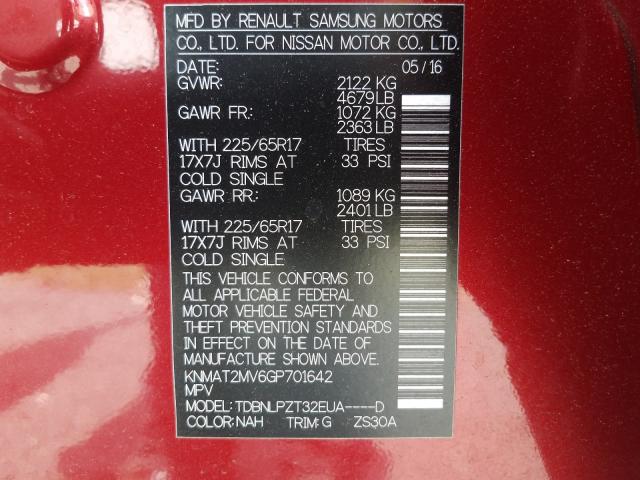 MFD BY RENAULT SAMSUNG MOTORS
CO., LTD. FOR NISSAN MOTOR CO., LTD.
DATE: 05/16
GVWR: 2122 KG
4679 LB
GAWR FR: 1072 KG
2363 LB
WITH 225/65R17 TIRES
17X7J RIMS AT 33 PSI
COLD SINGLE
GAWR RR: 1089 KG
2401 LB
WITH 225/65R17 TIRES
17X7J RIMS AT 33 PSI
COLD SINGLE
THIS VEHICLE CONFORMS TO
ALL APPLICABLE FEDERAL
MOTOR VEHICLE SAFETY AND
THEFT PREVENTION STANDARDS
IN EFFECT ON THE DATE OF
MANUFACTURE SHOWN ABOVE.
KNMAT2MV6GP701642
MPV
MODEL: TDBNLPZT32EUA----D
COLOR: NAH TRIM: G ZS30A